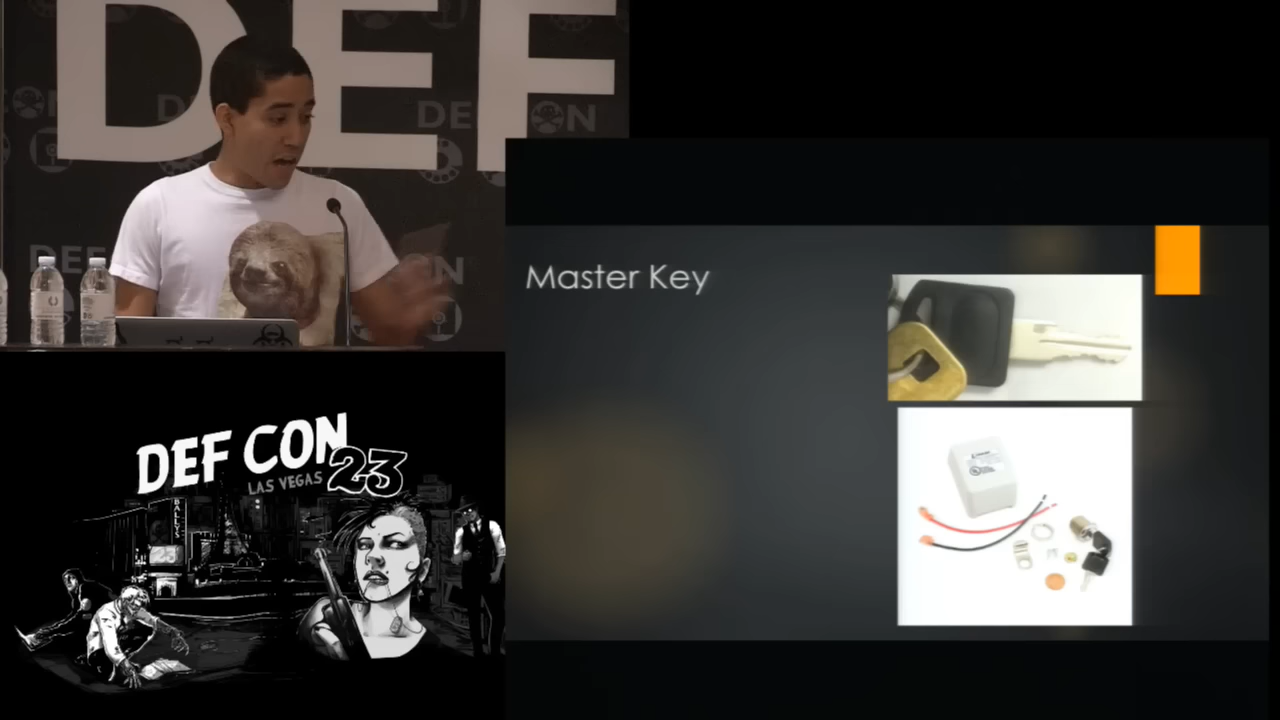 DEF
DEF CON
DEF CON
23
LAS VEGAS
BALLYS
Master Key